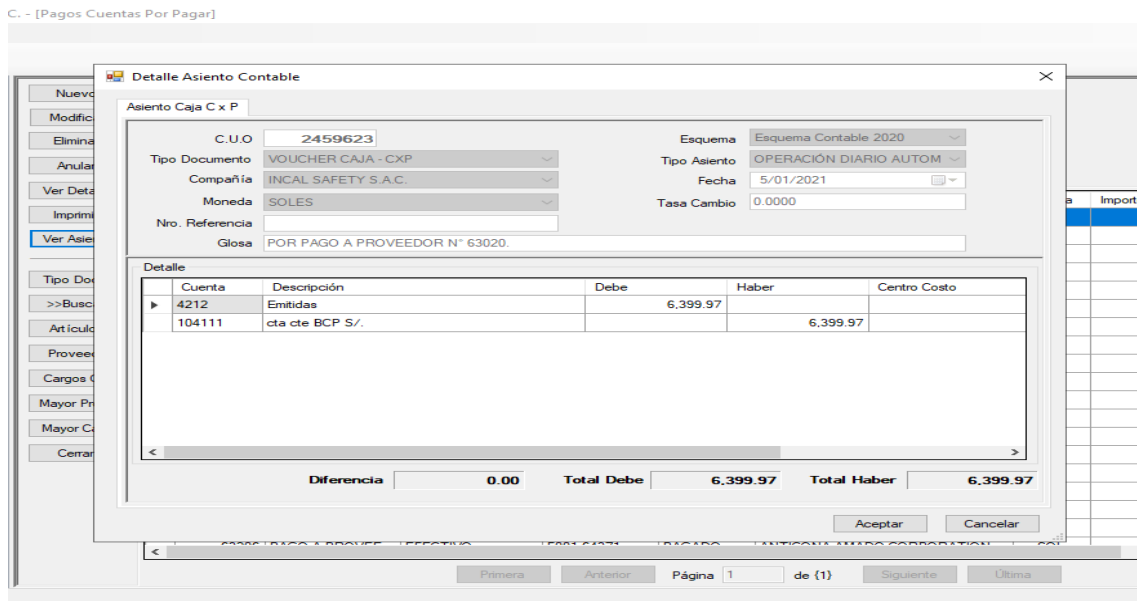 C. - [Pagos Cuentas Por Pagar]
Detalle Asiento Contable
Nuevo
Asiento Caja C x P
Modific
C.U.O 2459623 Esquema Esquema Contable 2020
Elimina
Tipo Documento VOUCHER CAJA - CXP Tipo Asiento OPERACIÓN DIARIO AUTOM
Anular
Compañía INCAL SAFETY S.A.C. Fecha 5/01/2021
Ver Deta
Moneda SOLES Tasa Cambio 0.0000
a Import
Imprimi
Nro. Referencia
Ver Asie
Glosa POR PAGO A PROVEEDOR N° 63020.
Detalle
Tipo Doc
Cuenta Descripción Debe Haber Centro Costo
>>Busc
4212 Emitidas 6,399.97
Artículo
104111 cta cte BCP S/. 6,399.97
Proveed
Cargos
Mayor Pr
Mayor Ca
Cerrar
Diferencia 0.00 Total Debe 6,399.97 Total Haber 6,399.97
Aceptar Cancelar
Primera Anterior Página 1 de {1} Siguiente Última